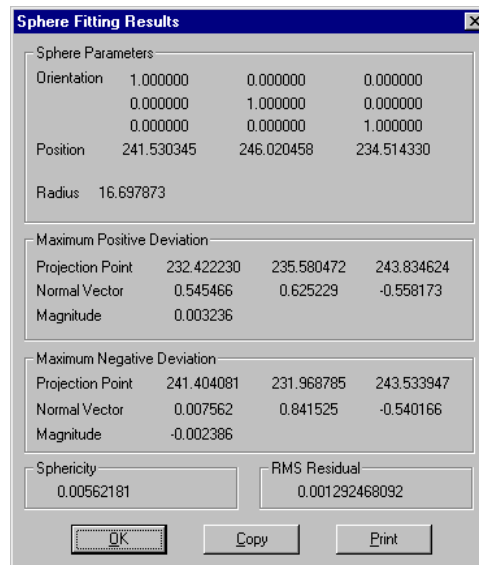 Sphere Fitting Results
Sphere Parameters
Orientation 1.000000 0.000000 0.000000
0.000000 1.000000 0.000000
0.000000 0.000000 1.000000
Position 241.530345 246.020458 234.514330
Radius 16.697873
Maximum Positive Deviation
Projection Point 232.422230 235.580472 243.834624
Normal Vector 0.545466 0.625229 -0.558173
Magnitude 0.003236
Maximum Negative Deviation
Projection Point 241.404081 231.968785 243.533947
Normal Vector 0.007562 0.841525 -0.540166
Magnitude -0.002386
Sphericity RMS Residual
0.00562181 0.001292468092
OK Copy Print